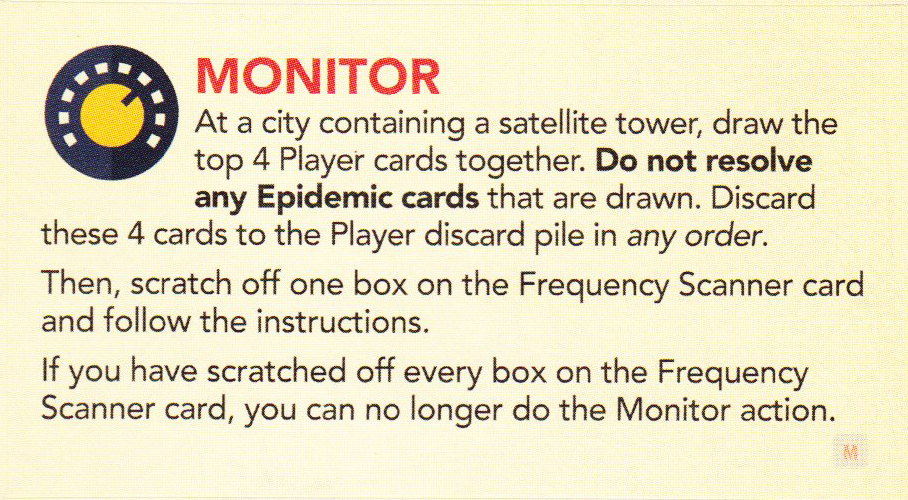 MONITOR
At a city containing a satellite tower, draw the
top 4 Player cards together. Do not resolve
any Epidemic cards that are drawn. Discard
these 4 cards to the Player discard pile in any order.
Then, scratch off one box on the Frequency Scanner card
and follow the instructions.
If you have scratched off every box on the Frequency
Scanner card, you can no longer do the Monitor action.
M